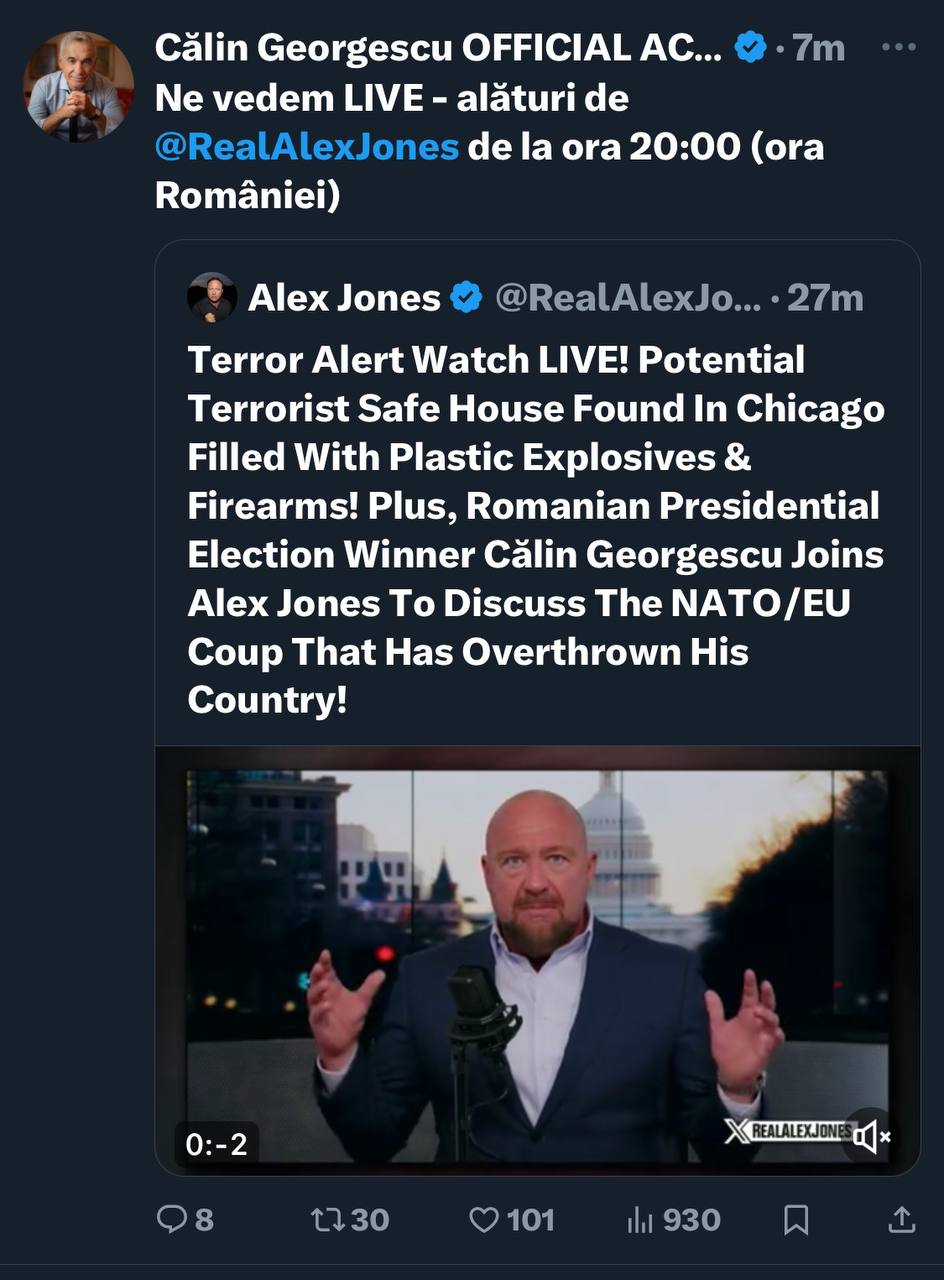 Călin Georgescu OFFICIAL AC... · 7m
Ne vedem LIVE - alături de
@RealAlexJones de la ora 20:00 (ora
României)
Alex Jones @RealAlexJo... · 27m
Terror Alert Watch LIVE! Potential
Terrorist Safe House Found In Chicago
Filled With Plastic Explosives &
Firearms! Plus, Romanian Presidential
Election Winner Călin Georgescu Joins
Alex Jones To Discuss The NATO/EU
Coup That Has Overthrown His
Country!
X REALALEXJONES
0:-2
8 30 101 930